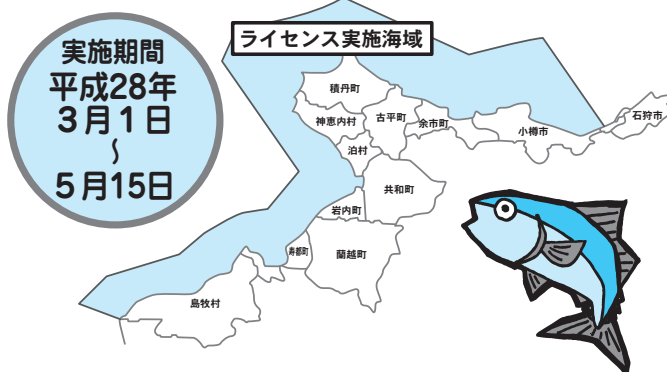 実施期間
平成28年
3月1日
〜
5月15日
ライセンス実施海域
積丹町
神恵内村
古平町
余市町
小樽市
石狩市
泊村
共和町
岩内町
寿都町
蘭越町
島牧村